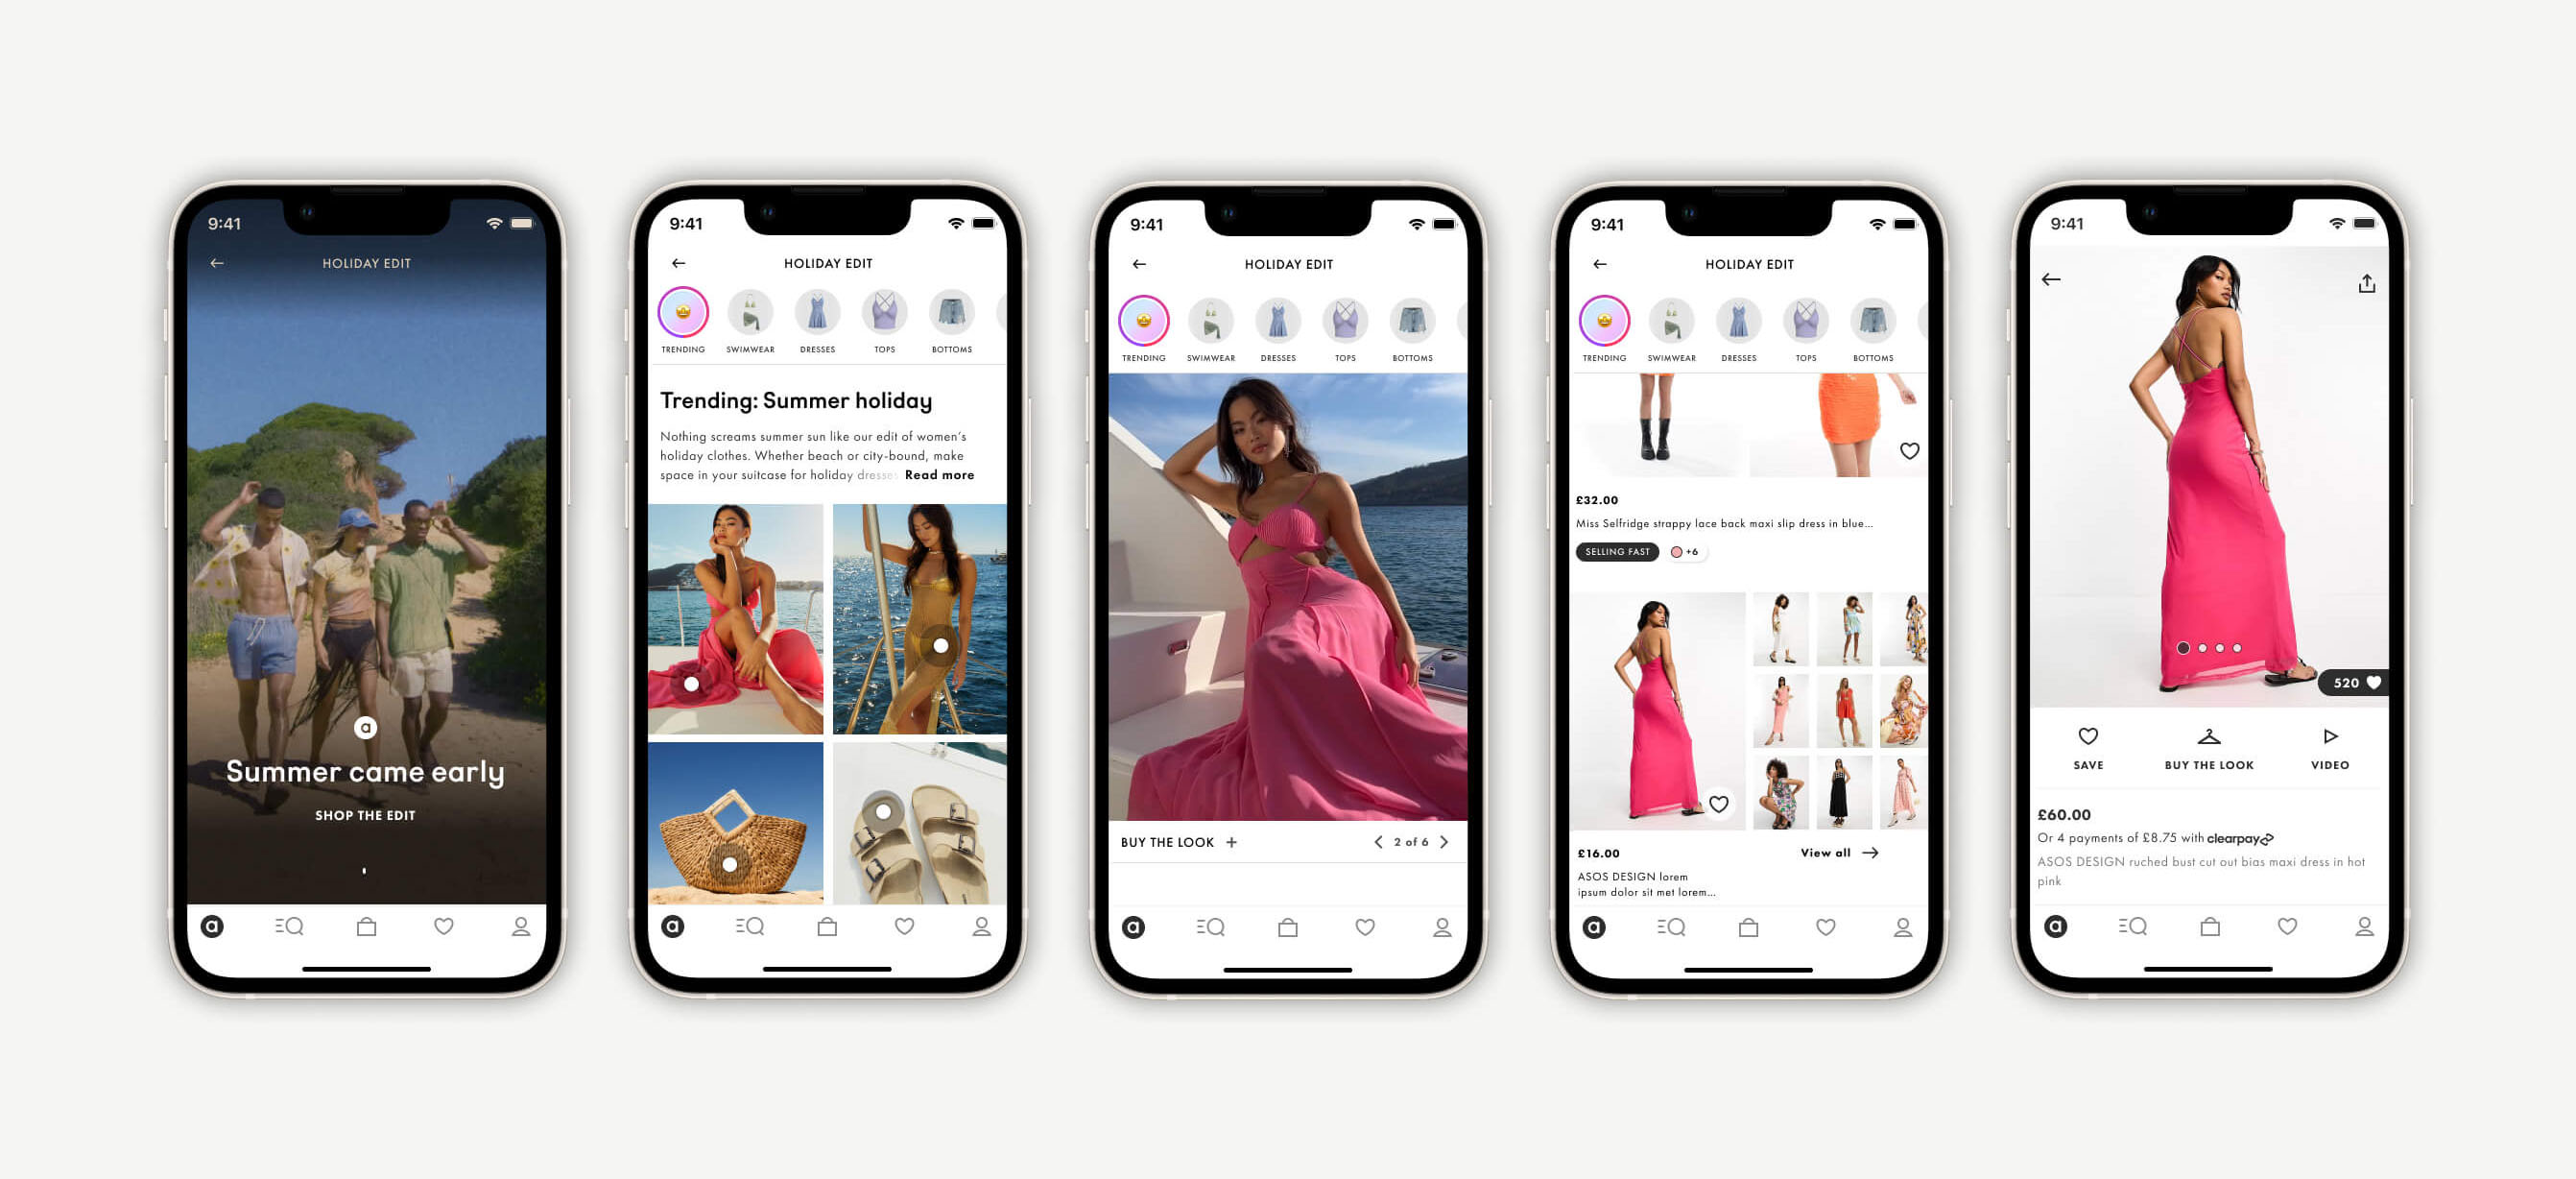 9:41
HOLIDAY EDIT
a
Summer came early
SHOP THE EDIT
a
9:41
HOLIDAY EDIT
TRENDING SWIMWEAR DRESSES TOPS BOTTOMS
Trending: Summer holiday
Nothing screams summer sun like our edit of women's
holiday clothes. Whether beach or city-bound, make
space in your suitcase for holiday dresses Read more
a
9:41
HOLIDAY EDIT
TRENDING SWIMWEAR DRESSES TOPS BOTTOMS
BUY THE LOOK + 2 of 6
a
9:41
HOLIDAY EDIT
TRENDING SWIMWEAR DRESSES TOPS BOTTOMS
£32.00
Miss Selfridge strappy lace back maxi slip dress in blue...
SELLING FAST +6
£16.00 View all
ASOS DESIGN lorem
ipsum dolor sit met lorem...
a
9:41
520
SAVE BUY THE LOOK VIDEO
£60.00
Or 4 payments of £8.75 with clearpay
ASOS DESIGN ruched bust cut out bias maxi dress in hot
pink
a